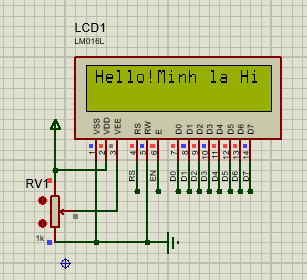 LCD1
LM016L
Hello!Minh la Hi
VSS VDD VEE RS RW E D0 D1 D2 D3 D4 D5 D6 D7
1 2 3 4 5 6 7 8 9 10 11 12 13 14
RS EN D0 D1 D2 D3 D4 D5 D6 D7
RV1
1k